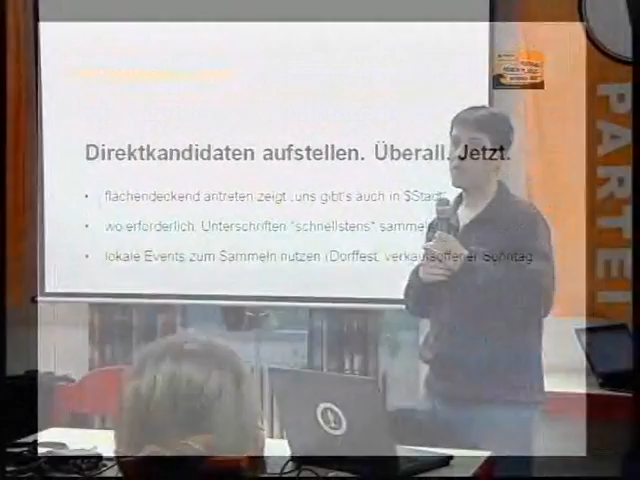 Direktkandidaten aufstellen. Überall. Jetzt.
• flächendeckend antreten zeigt „uns gibt's auch in $Stadt"
• wo erforderlich, Unterschriften "schnellstens" sammeln
• lokale Events zum Sammeln nutzen (Dorffest, verkaufsoffener Sonntag
PARTEI